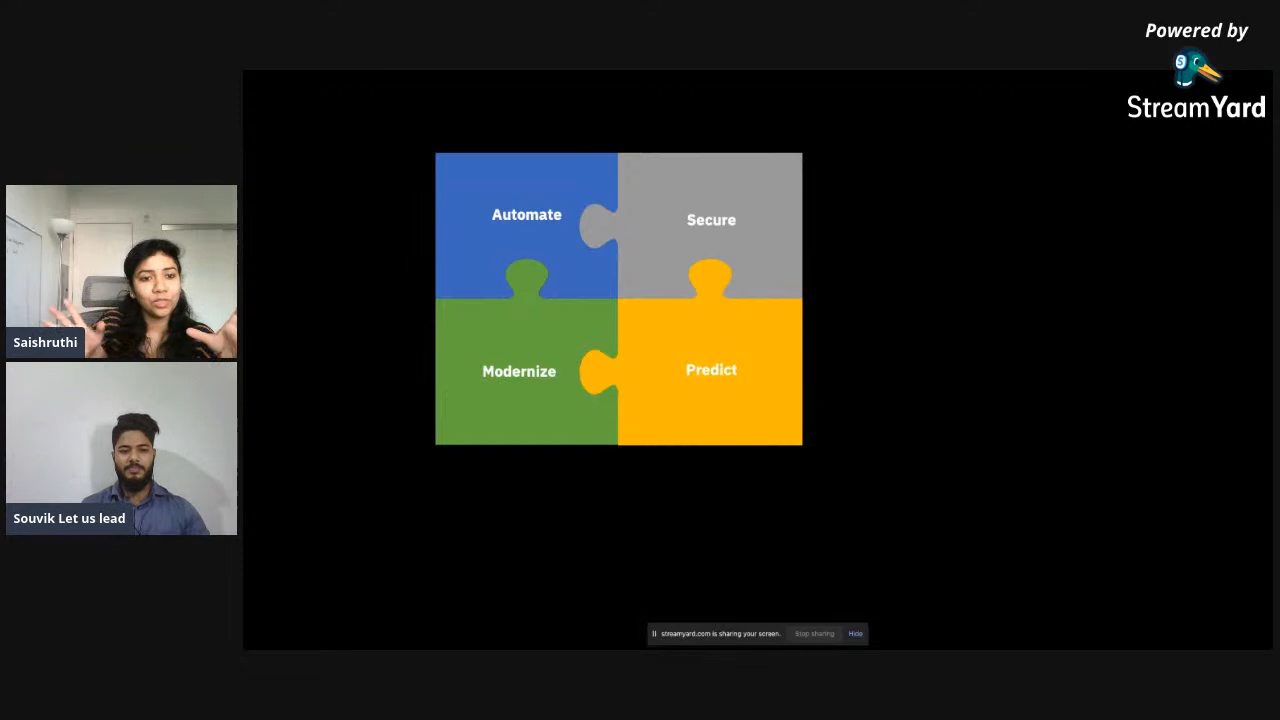 Powered by
StreamYard
Automate
Secure
Modernize
Predict
Saishruthi
Souvik Let us lead
streamyard.com is sharing your screen. Stop sharing Hide